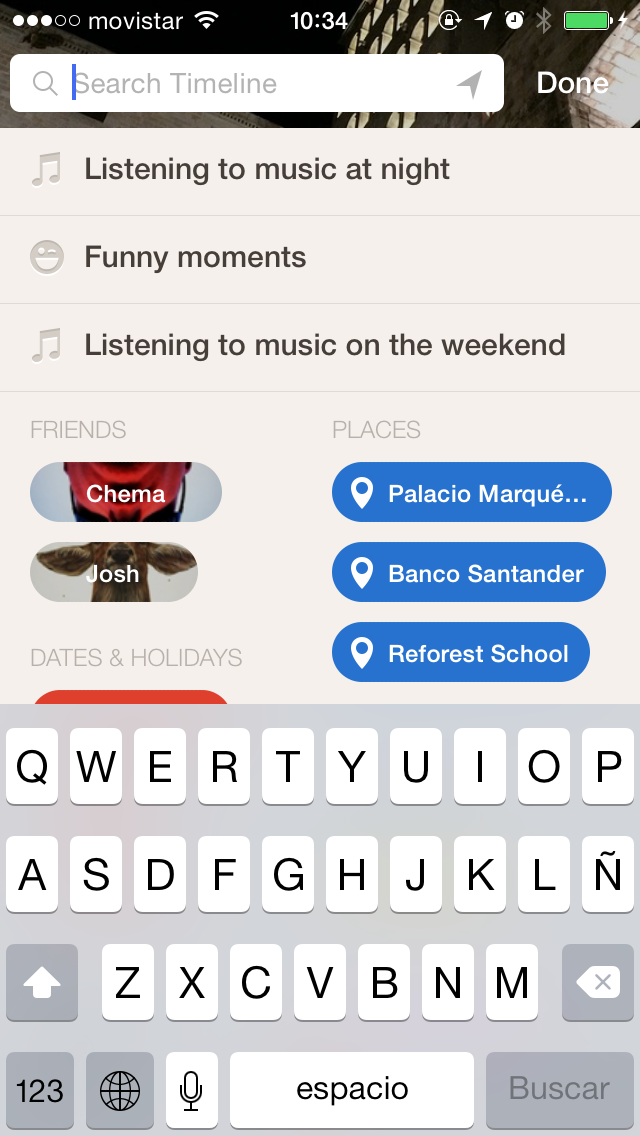 movistar 10:34
Search Timeline Done
Listening to music at night
Funny moments
Listening to music on the weekend
FRIENDS PLACES
Chema Palacio Marqué...
Josh Banco Santander
DATES & HOLIDAYS Reforest School
Q W E R T Y U I O P
A S D F G H J K L Ñ
Z X C V B N M
123 espacio Buscar